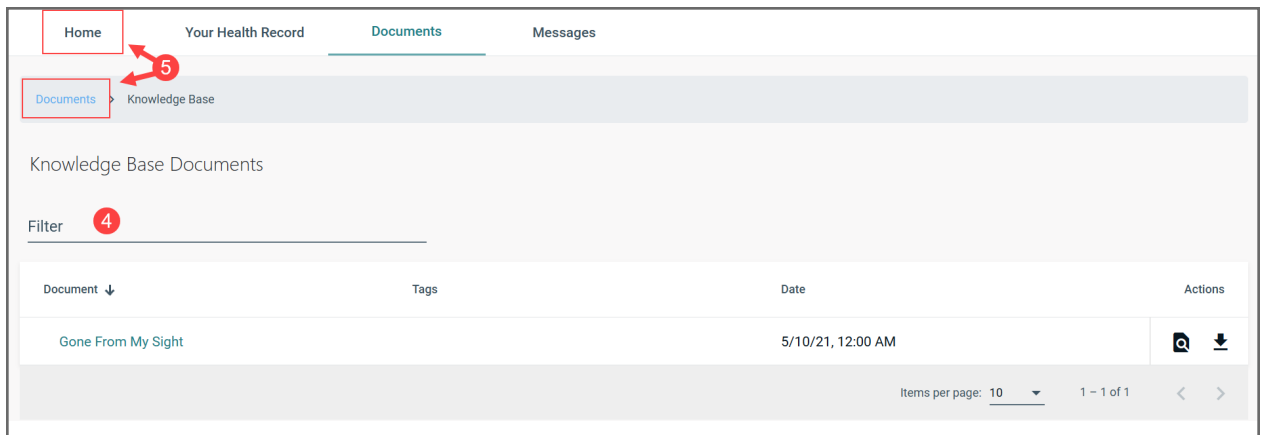 Home Your Health Record Documents Messages
5
Documents > Knowledge Base
Knowledge Base Documents
Filter 4
Document Tags Date Actions
Gone From My Sight 5/10/21, 12:00 AM
Items per page: 10 1 – 1 of 1